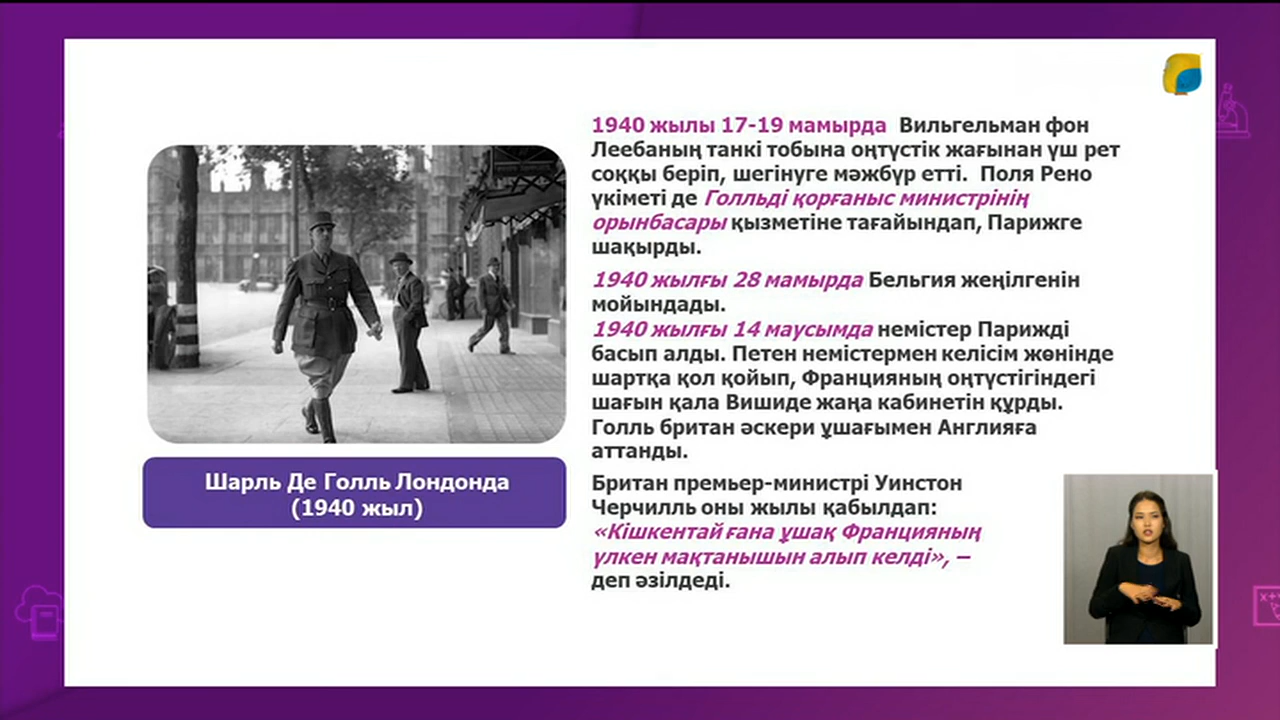 1940 жылы 17-19 мамырда Вильгельман фон
Леебаның танкі тобына оңтүстік жағынан үш рет
соққы беріп, шегінуге мәжбүр етті. Поля Рено
үкіметі де Голльді қорғаныс министрінің
орынбасары қызметіне тағайындап, Парижге
шақырды.
1940 жылғы 28 мамырда Бельгия жеңілгенін
мойындады.
1940 жылғы 14 маусымда немістер Парижді
басып алды. Петен немістермен келісім жөнінде
шартқа қол қойып, Францияның оңтүстігіндегі
шағын қала Вишиде жаңа кабинетін құрды.
Голль британ әскери ұшағымен Англияға
аттанды.
Британ премьер-министрі Уинстон
Черчилль оны жылы қабылдап:
«Кішкентай ғана ұшақ Францияның
үлкен мақтанышын алып келді», –
деп әзілдеді.
Шарль Де Голль Лондонда
(1940 жыл)